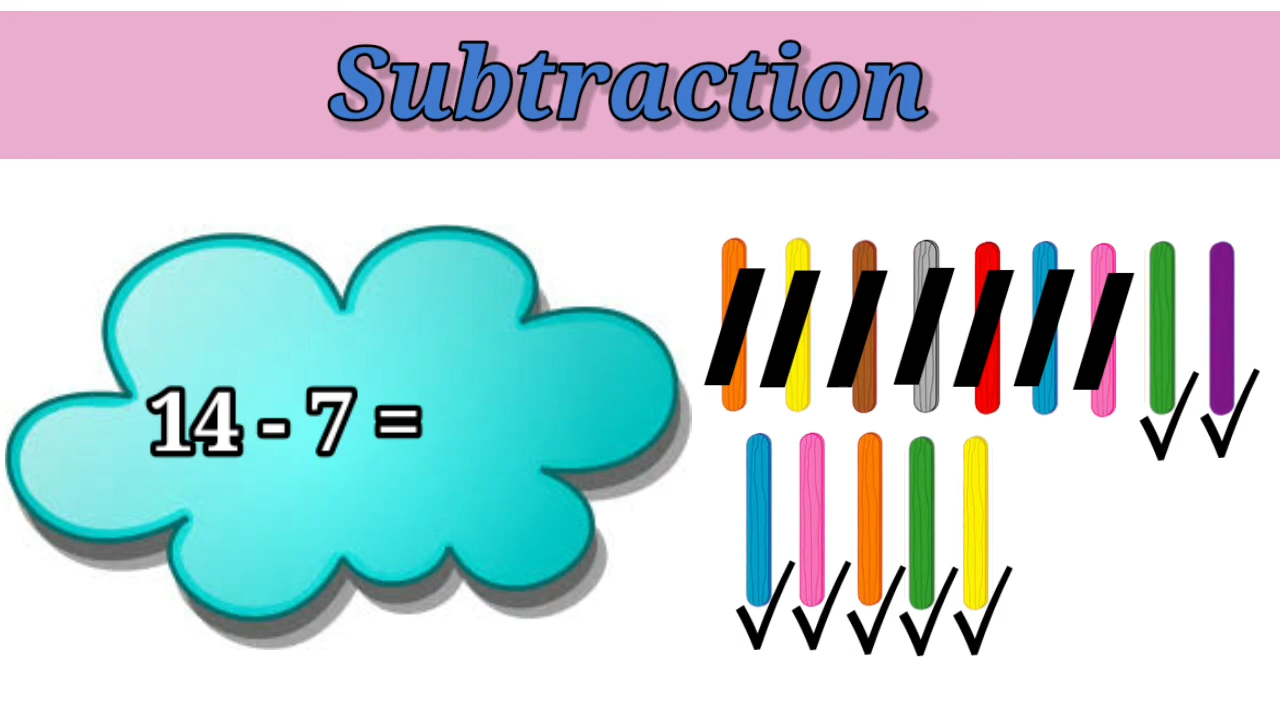 Subtraction
14 - 7 =